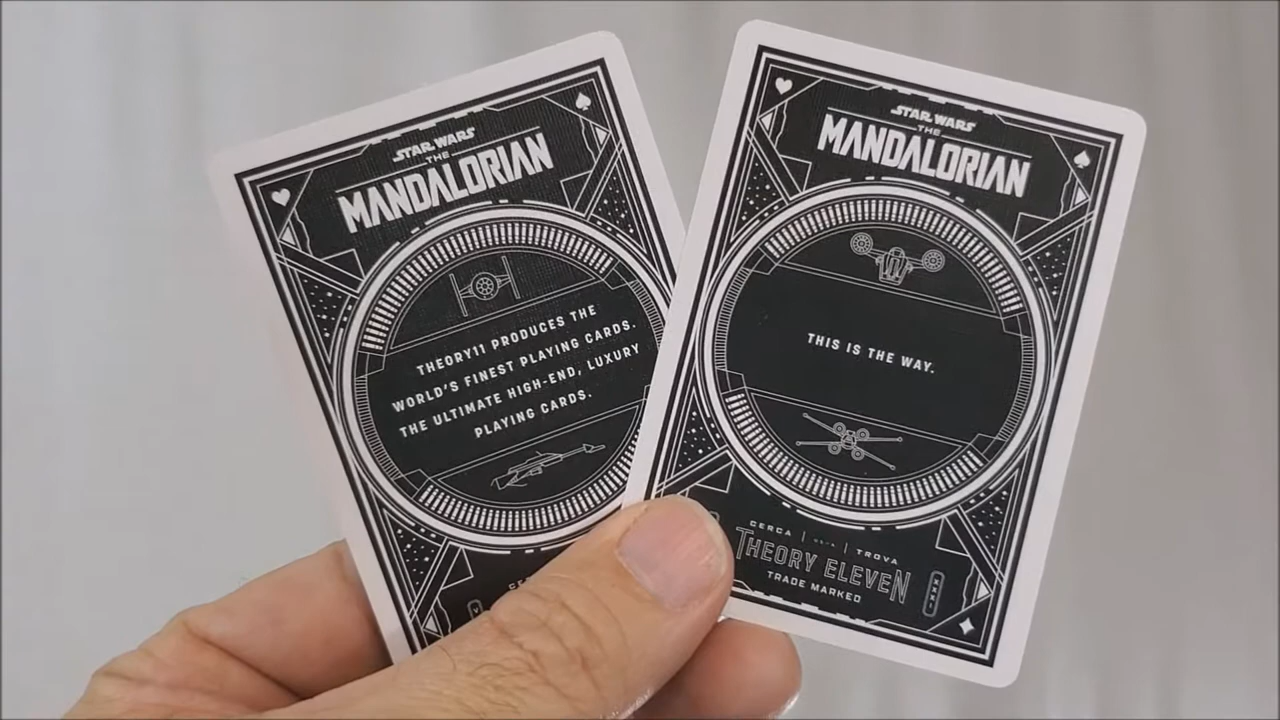 STAR WARS
THE
MANDALORIAN
THEORY11 PRODUCES THE
WORLD'S FINEST PLAYING CARDS.
THE ULTIMATE HIGH-END, LUXURY
PLAYING CARDS.
STAR WARS
THE
MANDALORIAN
THIS IS THE WAY.
CERCA | | TROVA
THEORY ELEVEN
TRADE MARKED
XXXI